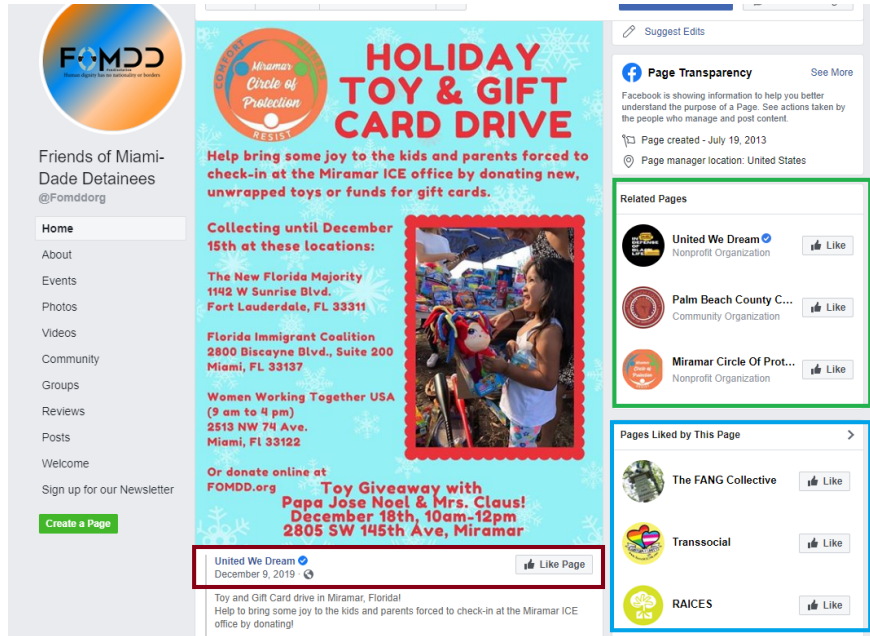 FOMDD
Human dignity has no nationality or borders
Friends of Miami-
Dade Detainees
@Fomddorg
Home
About
Events
Photos
Videos
Community
Groups
Reviews
Posts
Welcome
Sign up for our Newsletter
Create a Page
COMFORT
WITNESS
Miramar
Circle of
Protection
RESIST
HOLIDAY
TOY & GIFT
CARD DRIVE
Help bring some joy to the kids and parents forced to
check-in at the Miramar ICE office by donating new,
unwrapped toys or funds for gift cards.
Collecting until December
15th at these locations:
The New Florida Majority
1142 W Sunrise Blvd.
Fort Lauderdale, FL 33311
Florida Immigrant Coalition
2800 Biscayne Blvd., Suite 200
Miami, FL 33137
Women Working Together USA
(9 am to 4 pm)
2513 NW 74 Ave.
Miami, Fl 33122
Or donate online at
FOMDD.org
Toy Giveaway with
Papa Jose Noel & Mrs. Claus!
December 18th, 10am-12pm
2805 SW 145th Ave, Miramar
United We Dream
Like Page
December 9, 2019 ·
Toy and Gift Card drive in Miramar, Florida!
Help to bring some joy to the kids and parents forced to check-in at the Miramar ICE
office by donating!
Suggest Edits
Page Transparency
See More
Facebook is showing information to help you better
understand the purpose of a Page. See actions taken by
the people who manage and post content.
Page created - July 19, 2013
Page manager location: United States
Related Pages
United We Dream
Nonprofit Organization
Like
Palm Beach County C...
Community Organization
Like
Miramar Circle Of Prot...
Nonprofit Organization
Like
Pages Liked by This Page
The FANG Collective
Like
Transsocial
Like
RAICES
Like